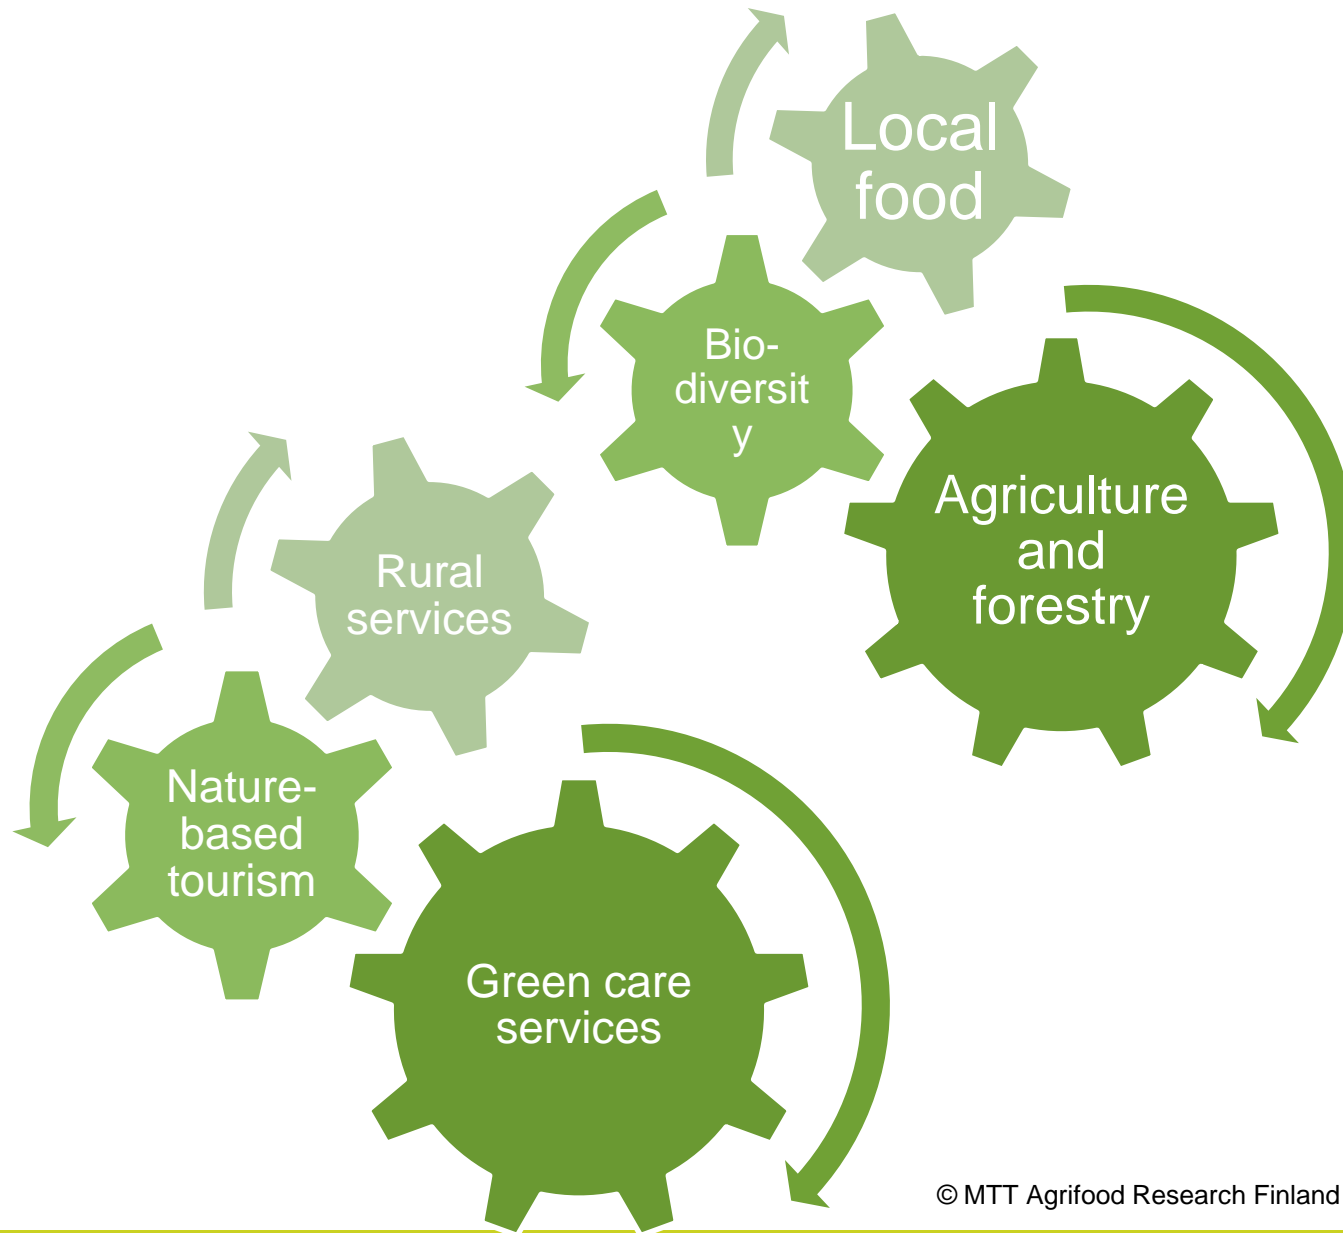 Local
food
Bio-
diversit
y
Agriculture
and
forestry
Rural
services
Nature-
based
tourism
Green care
services
© MTT Agrifood Research Finland